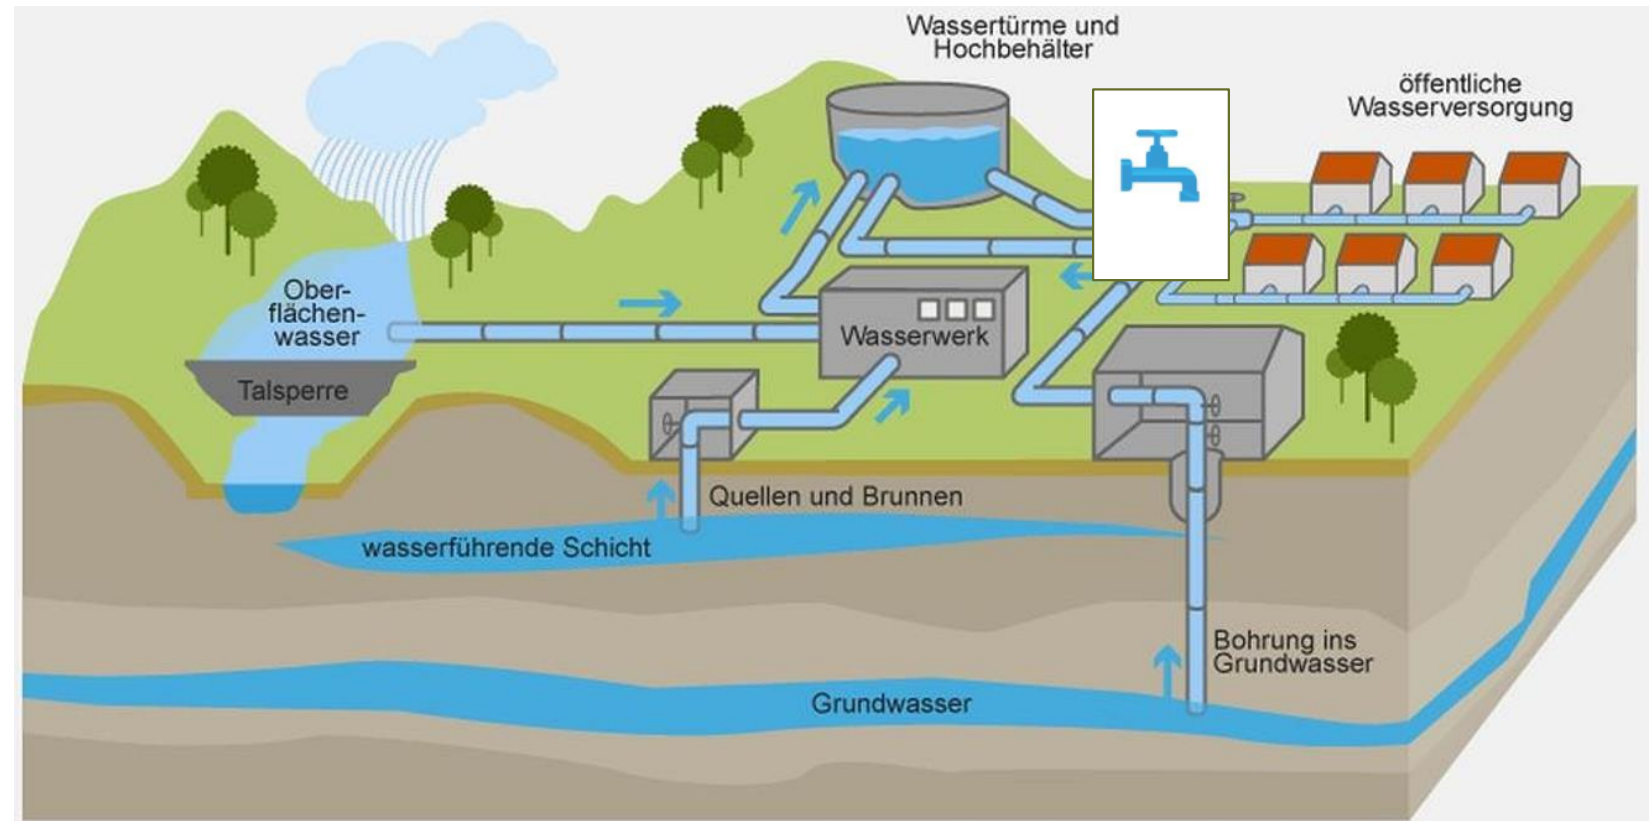 Wassertürme und
Hochbehälter
öffentliche
Wasserversorgung
Ober-
flächen-
wasser
Wasserwerk
Talsperre
Quellen und Brunnen
wasserführende Schicht
Bohrung ins
Grundwasser
Grundwasser